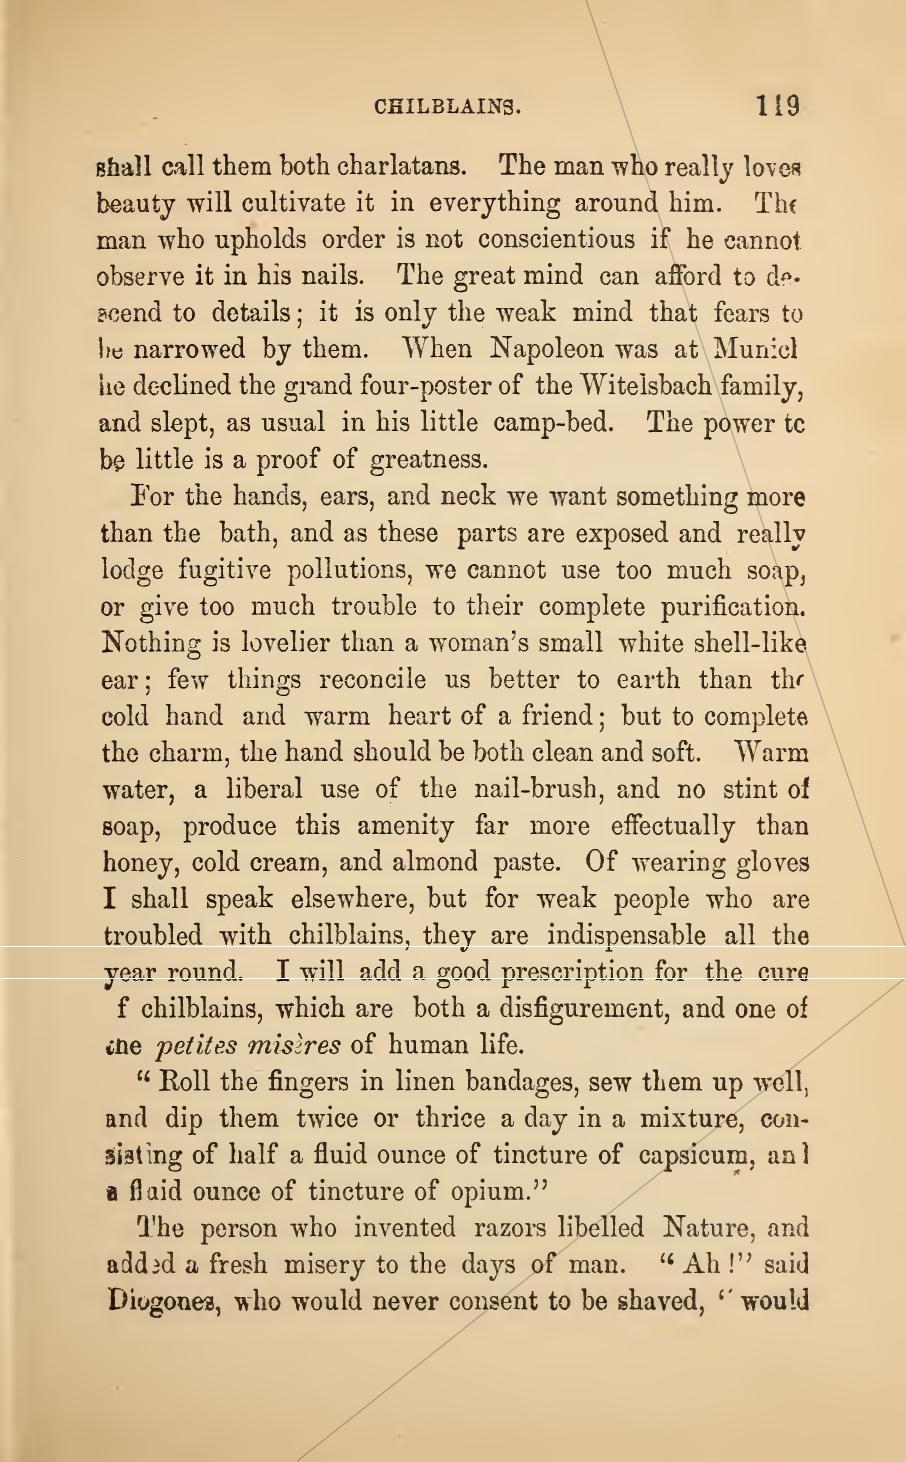 CHILBLAINS. 119
shall call them both charlatans. The man who really loves
beauty will cultivate it in everything around him. The
man who upholds order is not conscientious if he cannot
observe it in his nails. The great mind can afford to de-
scend to details; it is only the weak mind that fears to
be narrowed by them. When Napoleon was at Munich
he declined the grand four-poster of the Witelsbach family,
and slept, as usual in his little camp-bed. The power to
be little is a proof of greatness.
For the hands, ears, and neck we want something more
than the bath, and as these parts are exposed and really
lodge fugitive pollutions, we cannot use too much soap,
or give too much trouble to their complete purification.
Nothing is lovelier than a woman's small white shell-like
ear; few things reconcile us better to earth than the
cold hand and warm heart of a friend; but to complete
the charm, the hand should be both clean and soft. Warm
water, a liberal use of the nail-brush, and no stint of
soap, produce this amenity far more effectually than
honey, cold cream, and almond paste. Of wearing gloves
I shall speak elsewhere, but for weak people who are
troubled with chilblains, they are indispensable all the
year round. I will add a good prescription for the cure
f chilblains, which are both a disfigurement, and one of
the petites misères of human life.
"Roll the fingers in linen bandages, sew them up well,
and dip them twice or thrice a day in a mixture, con-
sisting of half a fluid ounce of tincture of capsicum, and
a fluid ounce of tincture of opium."
The person who invented razors libelled Nature, and
added a fresh misery to the days of man. "Ah!" said
Diogones, who would never consent to be shaved, "would